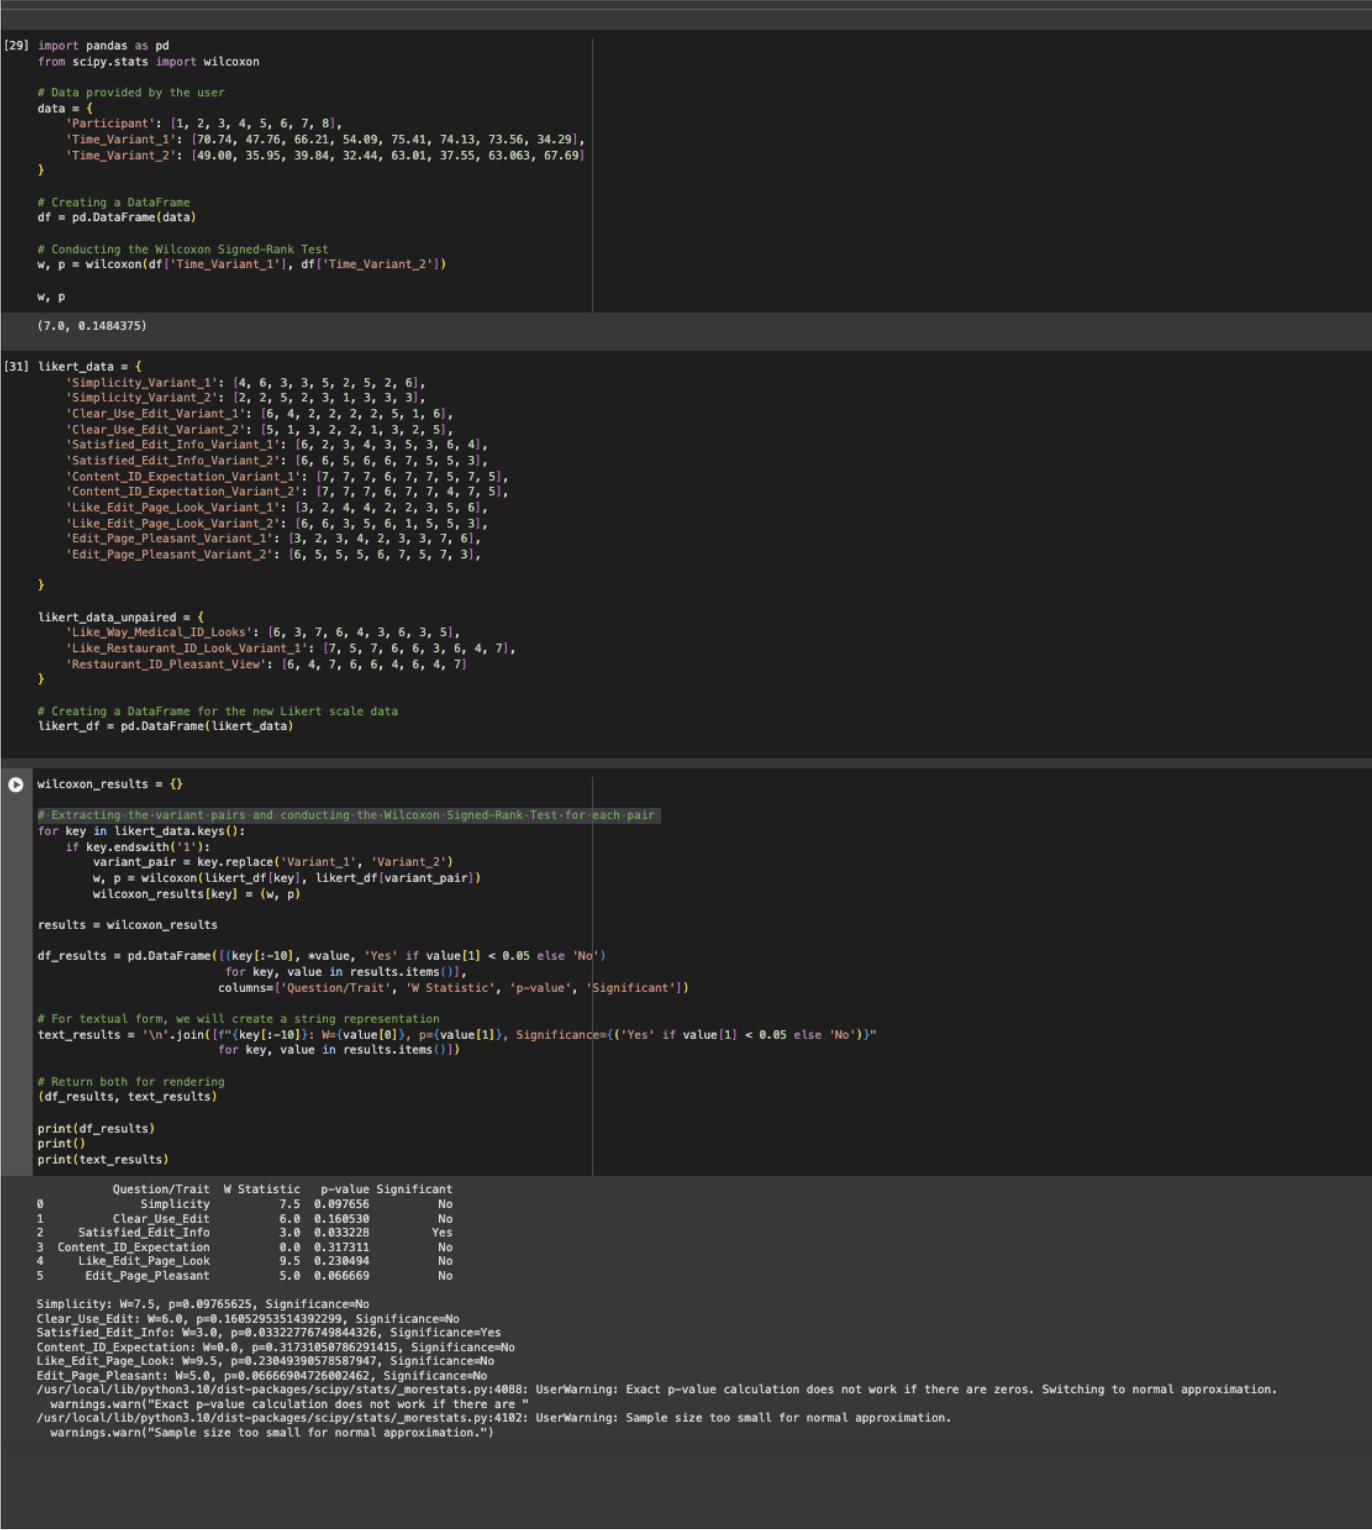 [29] import pandas as pd
from scipy.stats import wilcoxon
# Data provided by the user
data = {
'Participant': [1, 2, 3, 4, 5, 6, 7, 8],
'Time_Variant_1': [70.74, 47.76, 66.21, 54.09, 75.41, 74.13, 73.56, 34.29],
'Time_Variant_2': [49.00, 35.95, 39.84, 32.44, 63.01, 37.55, 63.063, 67.69]
}
# Creating a DataFrame
df = pd.DataFrame(data)
# Conducting the Wilcoxon Signed-Rank Test
w, p = wilcoxon(df['Time_Variant_1'], df['Time_Variant_2'])
w, p
(7.0, 0.1484375)
[31] likert_data = {
'Simplicity_Variant_1': [4, 6, 3, 3, 5, 2, 5, 2, 6],
'Simplicity_Variant_2': [2, 2, 5, 2, 3, 1, 3, 3, 3],
'Clear_Use_Edit_Variant_1': [6, 4, 2, 2, 2, 2, 5, 1, 6],
'Clear_Use_Edit_Variant_2': [5, 1, 3, 2, 2, 1, 3, 2, 5],
'Satisfied_Edit_Info_Variant_1': [6, 2, 3, 4, 3, 5, 3, 6, 4],
'Satisfied_Edit_Info_Variant_2': [6, 6, 5, 6, 6, 7, 5, 5, 3],
'Content_ID_Expectation_Variant_1': [7, 7, 7, 6, 7, 7, 5, 7, 5],
'Content_ID_Expectation_Variant_2': [7, 7, 7, 6, 7, 7, 4, 7, 5],
'Like_Edit_Page_Look_Variant_1': [3, 2, 4, 4, 2, 2, 3, 5, 6],
'Like_Edit_Page_Look_Variant_2': [6, 6, 3, 5, 6, 1, 5, 5, 3],
'Edit_Page_Pleasant_Variant_1': [3, 2, 3, 4, 2, 3, 3, 7, 6],
'Edit_Page_Pleasant_Variant_2': [6, 5, 5, 5, 6, 7, 5, 7, 3],
}
likert_data_unpaired = {
'Like_Way_Medical_ID_Looks': [6, 3, 7, 6, 4, 3, 6, 3, 5],
'Like_Restaurant_ID_Look_Variant_1': [7, 5, 7, 6, 6, 3, 6, 4, 7],
'Restaurant_ID_Pleasant_View': [6, 4, 7, 6, 6, 4, 6, 4, 7]
}
# Creating a DataFrame for the new Likert scale data
likert_df = pd.DataFrame(likert_data)
wilcoxon_results = {}
# Extracting the variant pairs and conducting the Wilcoxon Signed-Rank Test for each pair
for key in likert_data.keys():
if key.endswith('1'):
variant_pair = key.replace('Variant_1', 'Variant_2')
w, p = wilcoxon(likert_df[key], likert_df[variant_pair])
wilcoxon_results[key] = (w, p)
results = wilcoxon_results
df_results = pd.DataFrame([(key[:-10], *value, 'Yes' if value[1] < 0.05 else 'No')
for key, value in results.items()],
columns=['Question/Trait', 'W Statistic', 'p-value', 'Significant'])
# For textual form, we will create a string representation
text_results = '\n'.join([f"{key[:-10]}: W={value[0]}, p={value[1]}, Significance={('Yes' if value[1] < 0.05 else 'No')}"
for key, value in results.items()])
# Return both for rendering
(df_results, text_results)
print(df_results)
print()
print(text_results)
Question/Trait W Statistic p-value Significant
0 Simplicity 7.5 0.097656 No
1 Clear_Use_Edit 6.0 0.160530 No
2 Satisfied_Edit_Info 3.0 0.033228 Yes
3 Content_ID_Expectation 0.0 0.317311 No
4 Like_Edit_Page_Look 9.5 0.230494 No
5 Edit_Page_Pleasant 5.0 0.066669 No
Simplicity: W=7.5, p=0.09765625, Significance=No
Clear_Use_Edit: W=6.0, p=0.16052953514392299, Significance=No
Satisfied_Edit_Info: W=3.0, p=0.03322776749844326, Significance=Yes
Content_ID_Expectation: W=0.0, p=0.31731050786291415, Significance=No
Like_Edit_Page_Look: W=9.5, p=0.23049390578587947, Significance=No
Edit_Page_Pleasant: W=5.0, p=0.06666904726002462, Significance=No
/usr/local/lib/python3.10/dist-packages/scipy/stats/_morestats.py:4088: UserWarning: Exact p-value calculation does not work if there are zeros. Switching to normal approximation.
warnings.warn("Exact p-value calculation does not work if there are "
/usr/local/lib/python3.10/dist-packages/scipy/stats/_morestats.py:4102: UserWarning: Sample size too small for normal approximation.
warnings.warn("Sample size too small for normal approximation.")